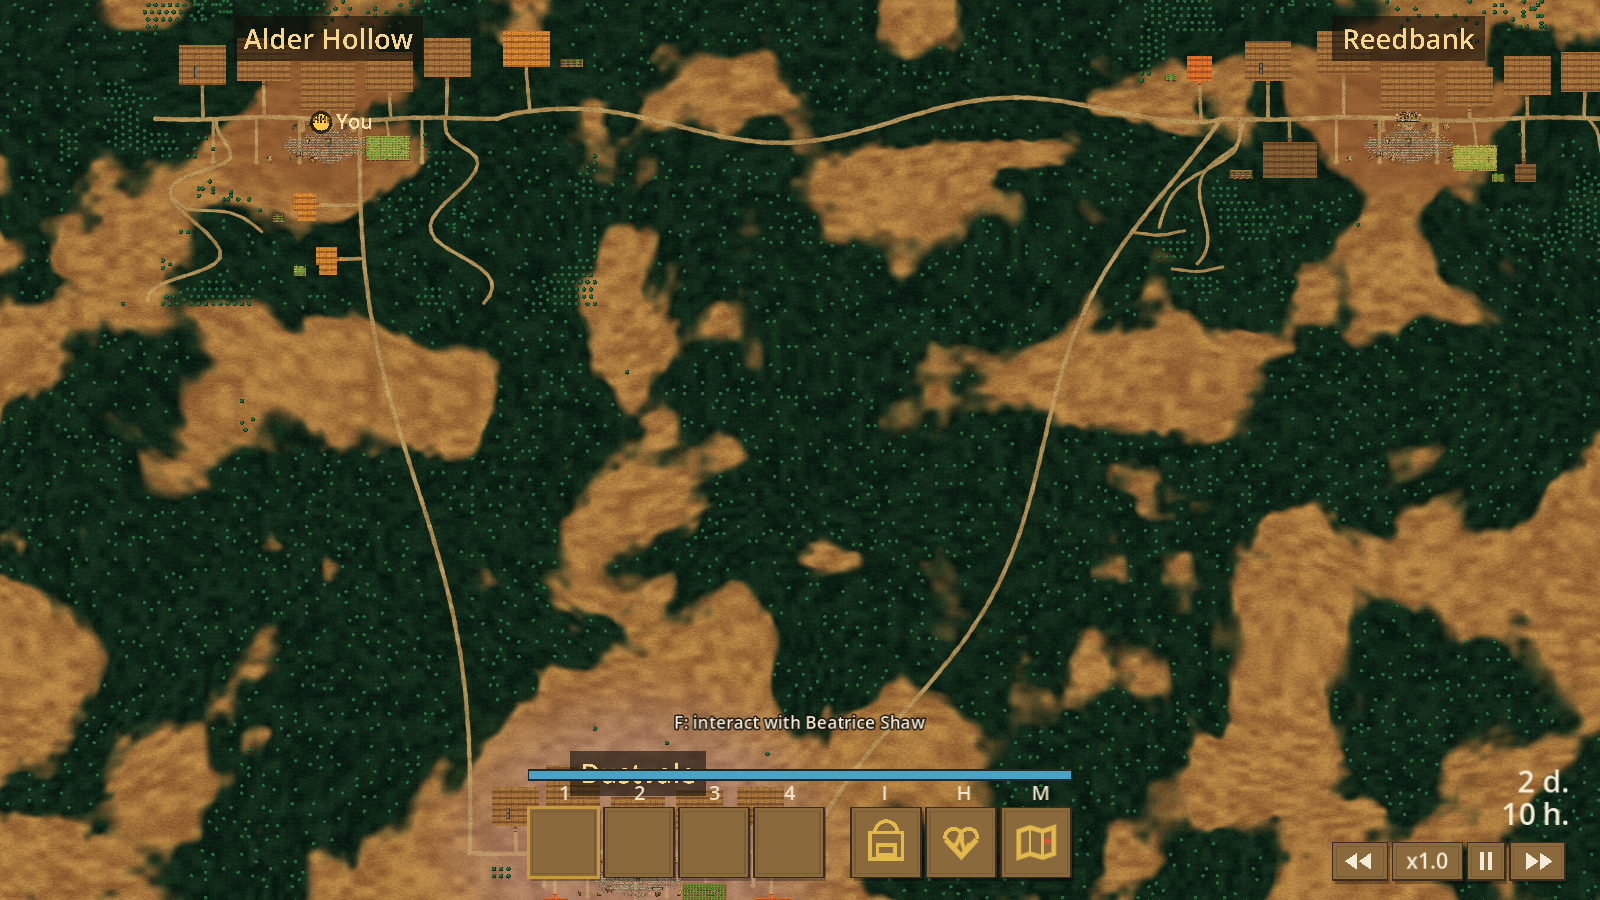 Alder Hollow
Reedbank
You
F: interact with Beatrice Shaw
1 2 3 4 I H M
2 d.
10 h.
x1.0